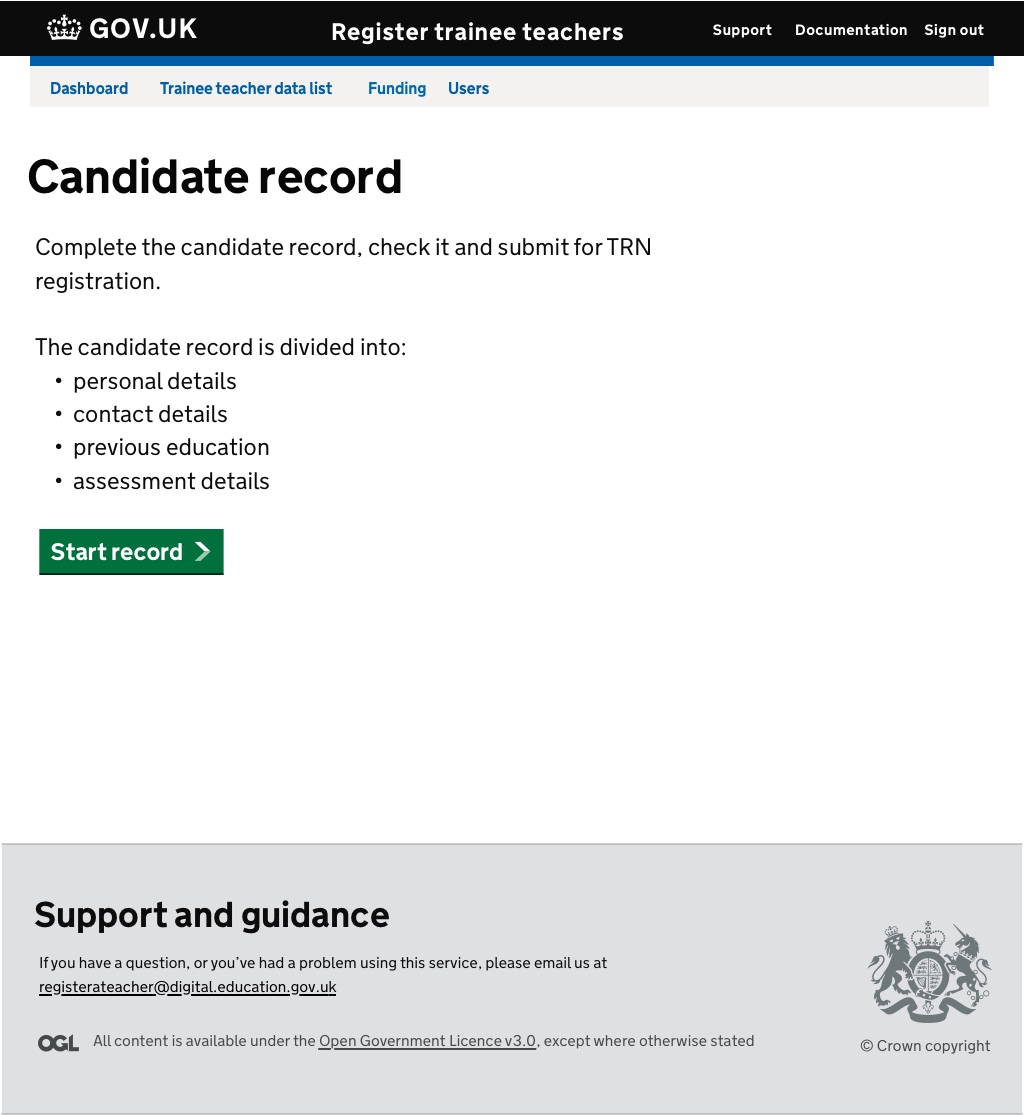 GOV.UK
Register trainee teachers
Support Documentation Sign out
Dashboard Trainee teacher data list Funding Users
Candidate record
Complete the candidate record, check it and submit for TRN
registration.
The candidate record is divided into:
• personal details
• contact details
• previous education
• assessment details
Start record
Support and guidance
If you have a question, or you’ve had a problem using this service, please email us at
registerateacher@digital.education.gov.uk
OGL All content is available under the Open Government Licence v3.0, except where otherwise stated
© Crown copyright